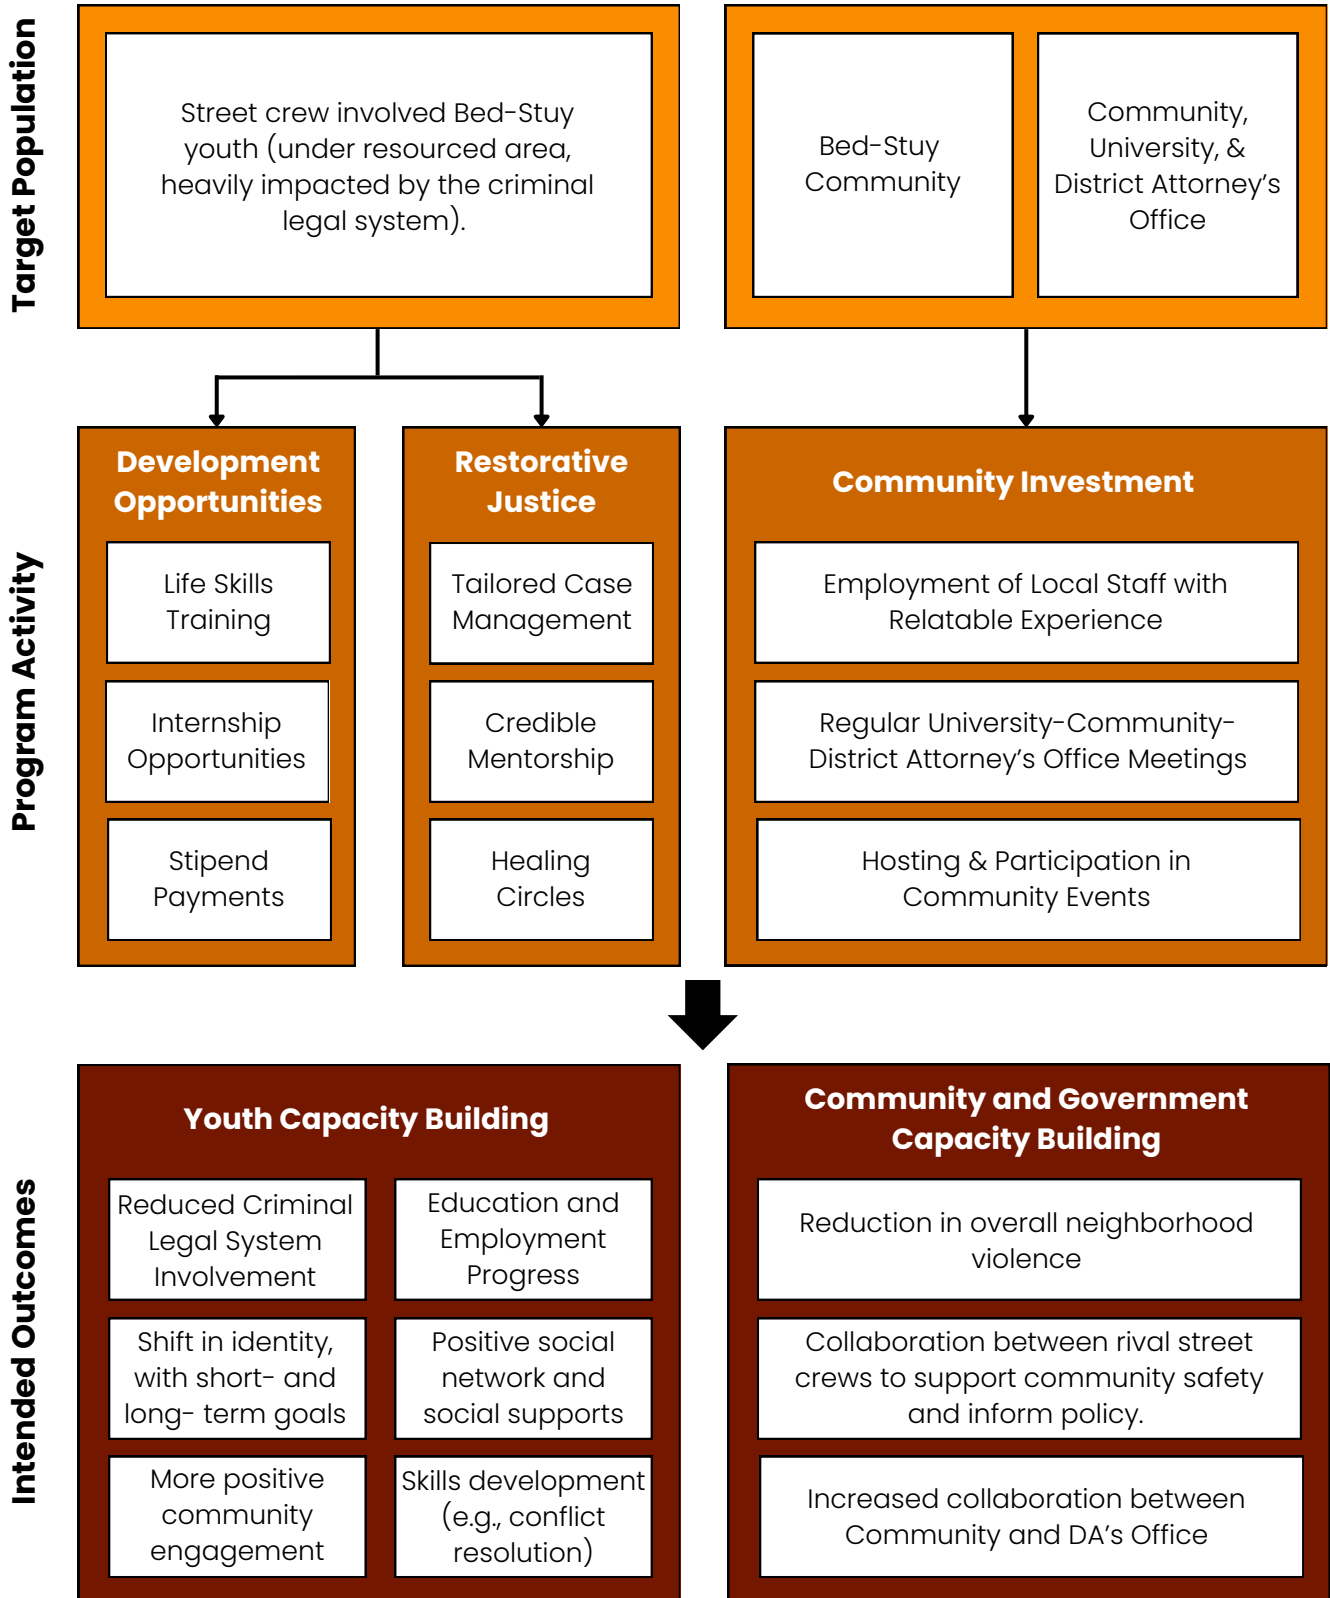 Target Population
Street crew involved Bed-Stuy
youth (under resourced area,
heavily impacted by the criminal
legal system).
Bed-Stuy
Community
Community,
University, &
District Attorney's
Office
Program Activity
Development
Opportunities
Life Skills
Training
Internship
Opportunities
Stipend
Payments
Restorative
Justice
Tailored Case
Management
Credible
Mentorship
Healing
Circles
Community Investment
Employment of Local Staff with
Relatable Experience
Regular University-Community-
District Attorney's Office Meetings
Hosting & Participation in
Community Events
Intended Outcomes
Youth Capacity Building
Reduced Criminal
Legal System
Involvement
Education and
Employment
Progress
Shift in identity,
with short- and
long- term goals
Positive social
network and
social supports
More positive
community
engagement
Skills development
(e.g., conflict
resolution)
Community and Government
Capacity Building
Reduction in overall neighborhood
violence
Collaboration between rival street
crews to support community safety
and inform policy.
Increased collaboration between
Community and DA's Office